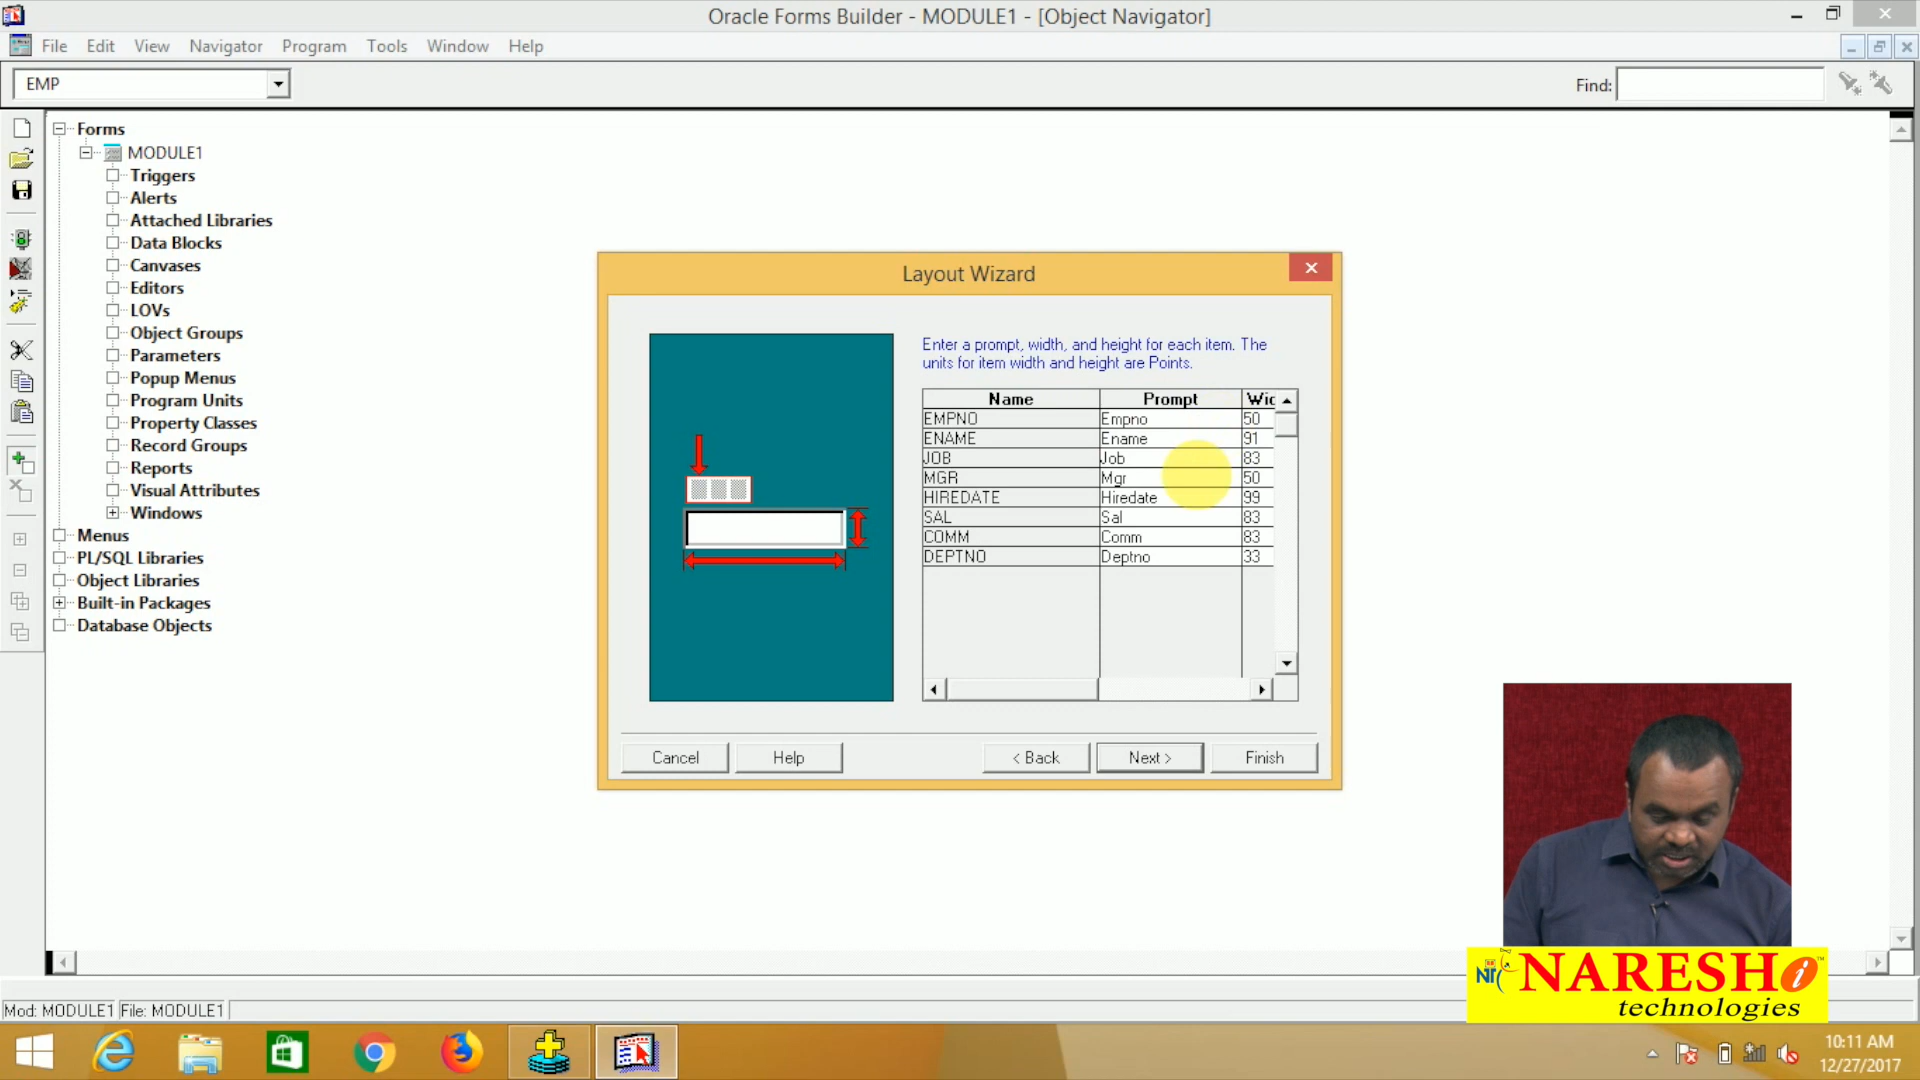 Oracle Forms Builder - MODULE1 - [Object Navigator]
File Edit View Navigator Program Tools Window Help
EMP
Find:
Forms
MODULE1
Triggers
Alerts
Attached Libraries
Data Blocks
Canvases
Editors
LOVs
Object Groups
Parameters
Popup Menus
Program Units
Property Classes
Record Groups
Reports
Visual Attributes
Windows
Menus
PL/SQL Libraries
Object Libraries
Built-in Packages
Database Objects
Layout Wizard
Enter a prompt, width, and height for each item. The
units for item width and height are Points.
Name Prompt Wid
EMPNO Empno 50
ENAME Ename 91
JOB Job 83
MGR Mgr 50
HIREDATE Hiredate 99
SAL Sal 83
COMM Comm 83
DEPTNO Deptno 33
Cancel Help < Back Next > Finish
NARESH i
technologies
Mod: MODULE1 File: MODULE1
10:11 AM
12/27/2017